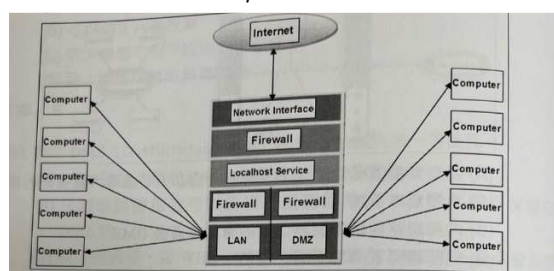 Internet
Network Interface
Firewall
Localhost Service
Firewall Firewall
LAN DMZ
Computer
Computer
Computer
Computer
Computer
Computer
Computer
Computer
Computer
Computer